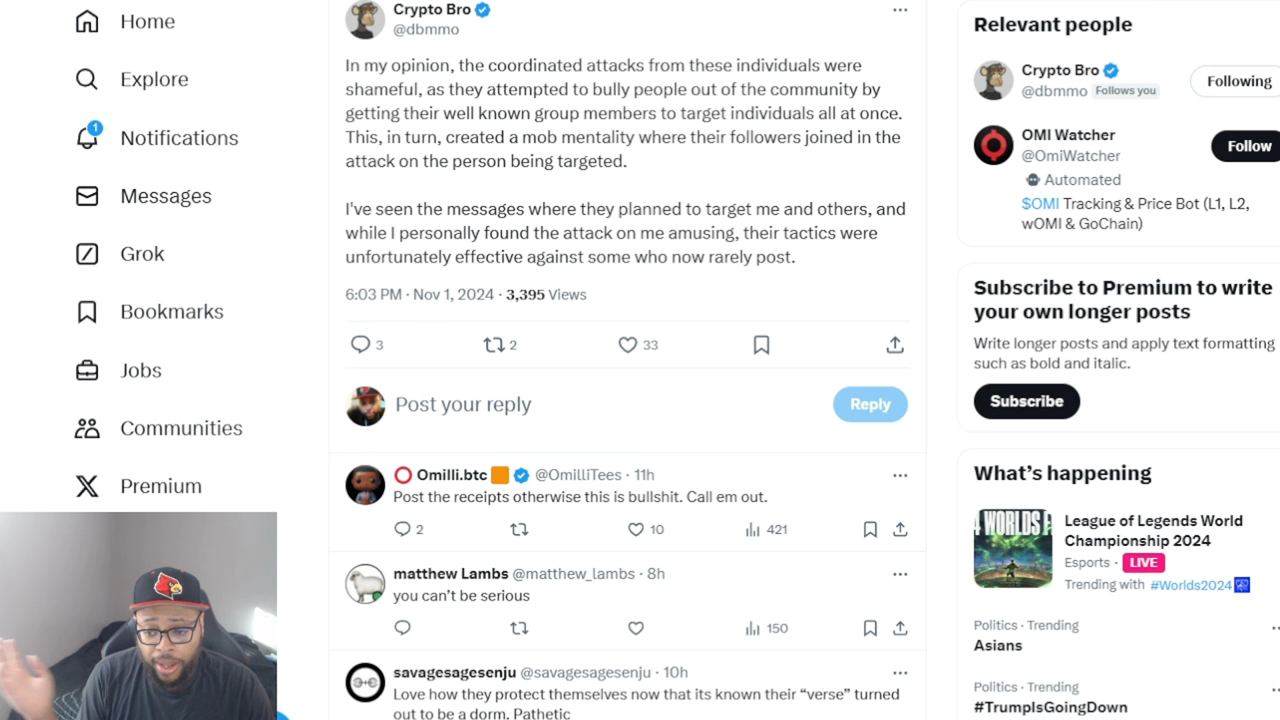 Home
Explore
1
Notifications
Messages
Grok
Bookmarks
Jobs
Communities
Premium
Crypto Bro
@dbmmo
In my opinion, the coordinated attacks from these individuals were
shameful, as they attempted to bully people out of the community by
getting their well known group members to target individuals all at once.
This, in turn, created a mob mentality where their followers joined in the
attack on the person being targeted.
I've seen the messages where they planned to target me and others, and
while I personally found the attack on me amusing, their tactics were
unfortunately effective against some who now rarely post.
6:03 PM · Nov 1, 2024 · 3,395 Views
3 2 33
Post your reply
Reply
Omilli.btc @OmilliTees · 11h
Post the receipts otherwise this is bullshit. Call em out.
2 10 421
matthew Lambs @matthew_lambs · 8h
you can't be serious
150
savagesagesenju @savagesagesenju · 10h
Love how they protect themselves now that its known their “verse” turned
out to be a dorm. Pathetic
Relevant people
Crypto Bro
@dbmmo Follows you
Following
OMI Watcher
@OmiWatcher
Follow
Automated
$OMI Tracking & Price Bot (L1, L2,
wOMI & GoChain)
Subscribe to Premium to write
your own longer posts
Write longer posts and apply text formatting
such as bold and italic.
Subscribe
What's happening
WORLDS
League of Legends World
Championship 2024
Esports · LIVE
Trending with #Worlds2024
Politics · Trending
Asians
Politics · Trending
#TrumpIsGoingDown